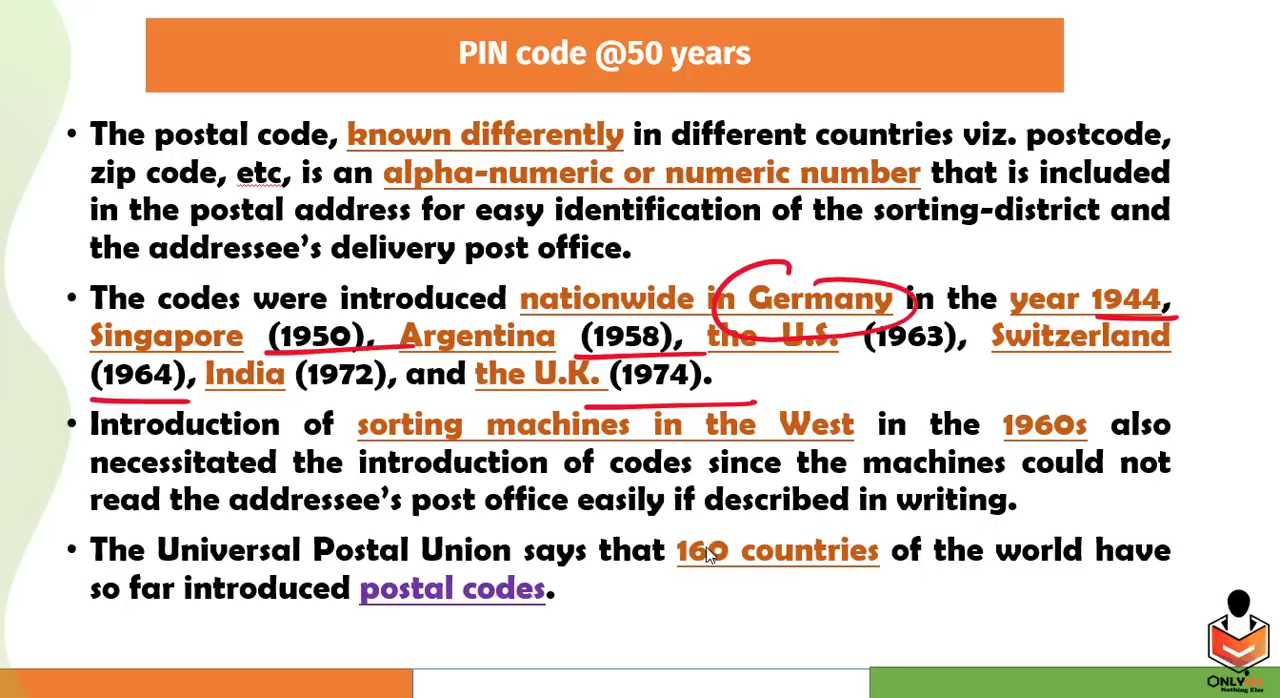 PIN code @50 years
• The postal code, known differently in different countries viz. postcode,
zip code, etc, is an alpha-numeric or numeric number that is included
in the postal address for easy identification of the sorting-district and
the addressee’s delivery post office.
• The codes were introduced nationwide in Germany in the year 1944,
Singapore (1950), Argentina (1958), the U.S. (1963), Switzerland
(1964), India (1972), and the U.K. (1974).
• Introduction of sorting machines in the West in the 1960s also
necessitated the introduction of codes since the machines could not
read the addressee’s post office easily if described in writing.
• The Universal Postal Union says that 160 countries of the world have
so far introduced postal codes.
ONLYIAS
Nothing Else